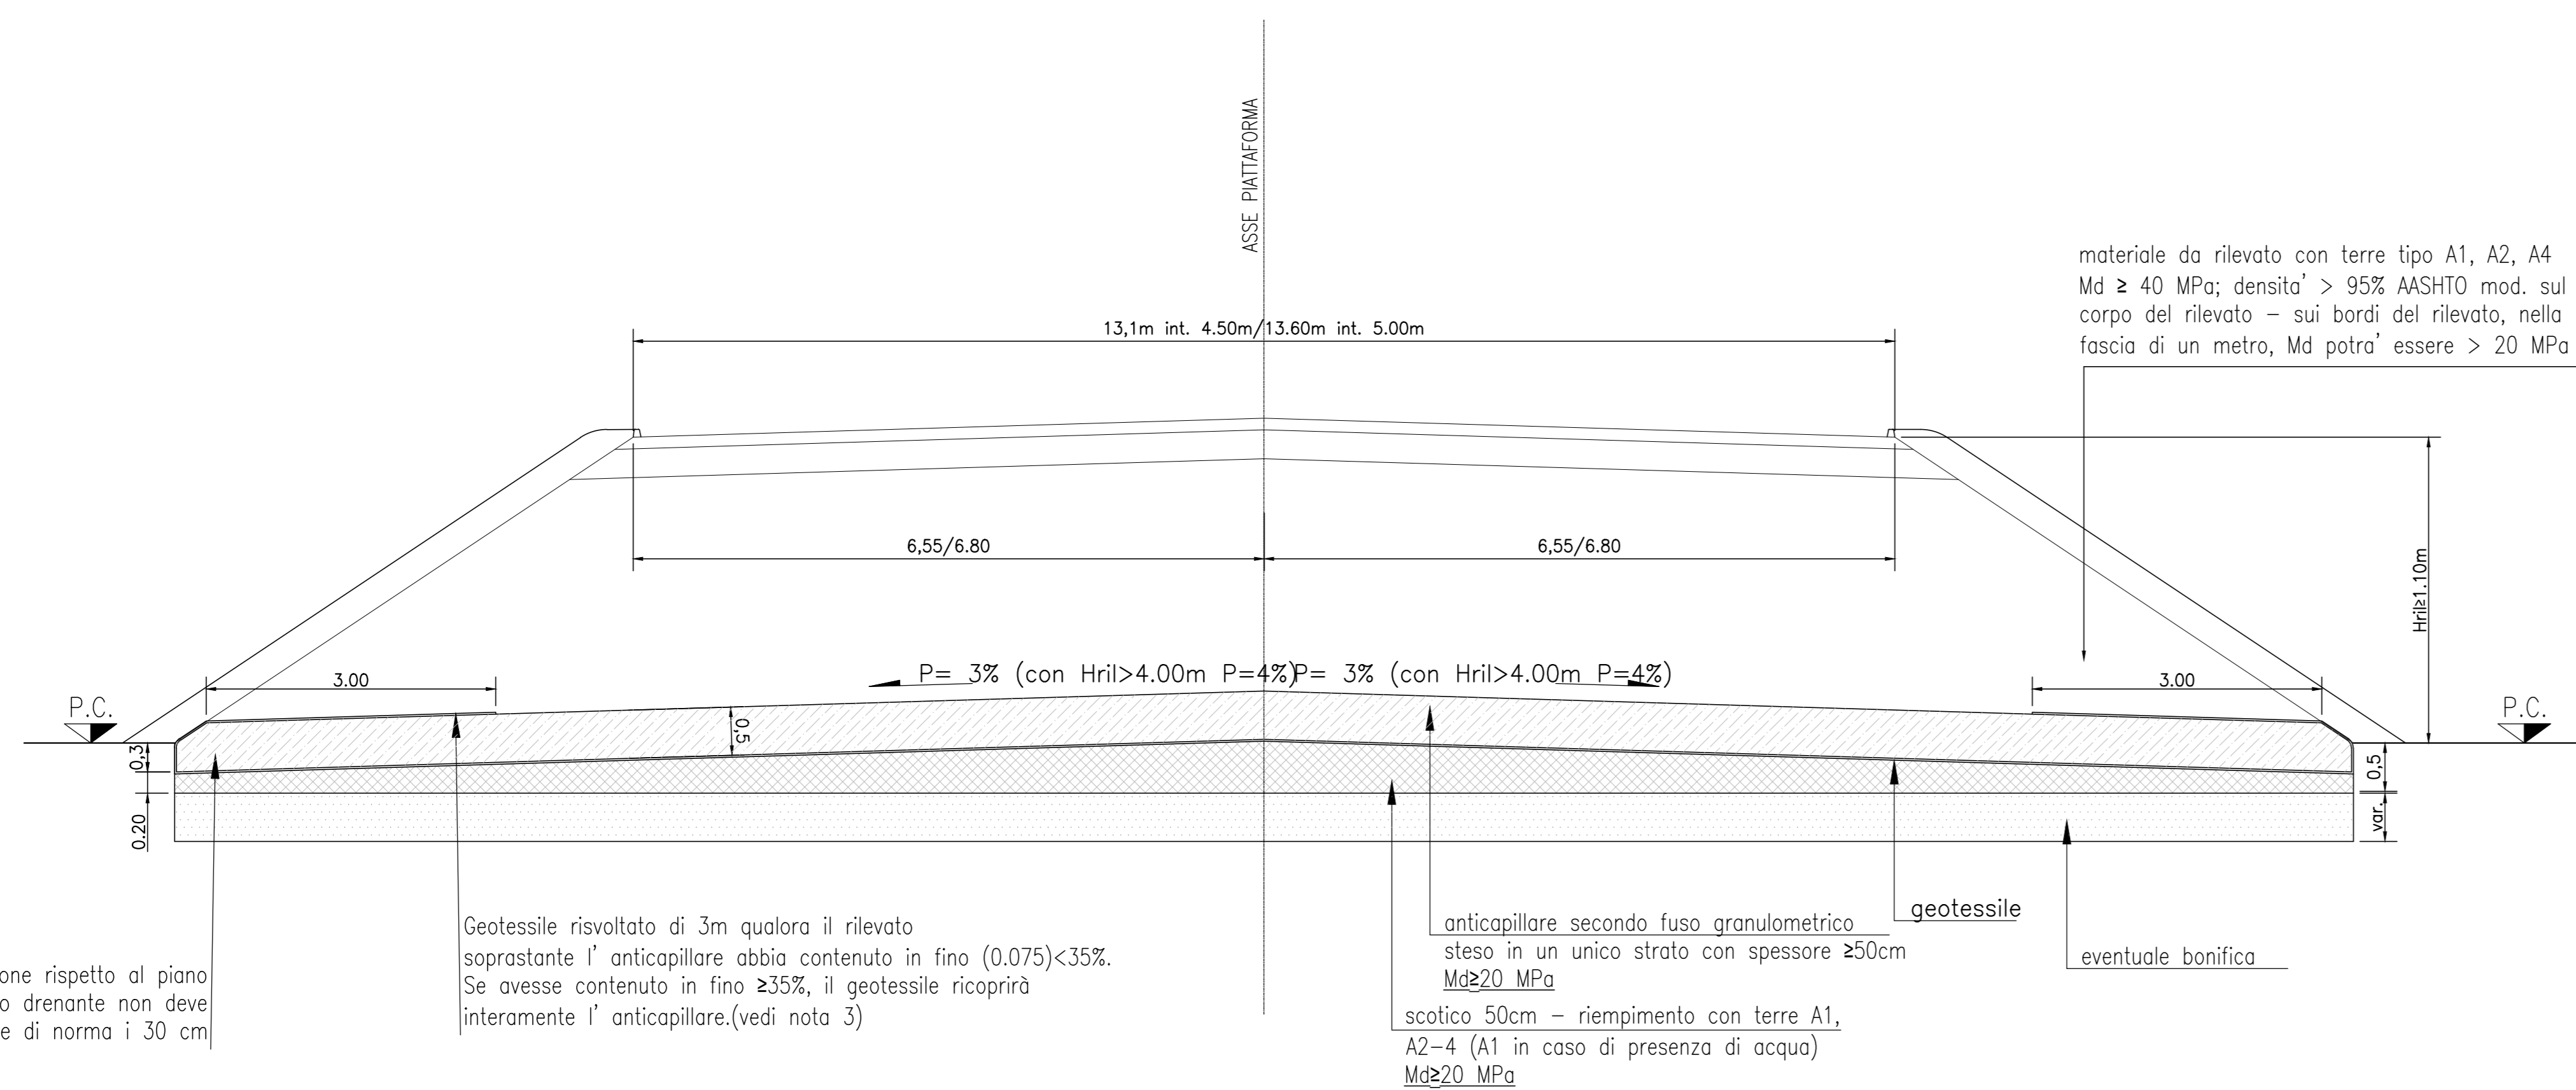 ASSE PIATTAFORMA
materiale da rilevato con terre tipo A1, A2, A4
Md ≥ 40 MPa; densita' > 95% AASHTO mod. sul
corpo del rilevato – sui bordi del rilevato, nella
fascia di un metro, Md potra' essere > 20 MPa
13,1m int. 4.50m/13.60m int. 5.00m
6,55/6.80
6,55/6.80
Hril≥1.10m
P= 3% (con Hril>4.00m P=4%)
P= 3% (con Hril>4.00m P=4%)
3.00
3.00
P.C.
P.C.
0,5
0,3
0.20
0,5
var.
one rispetto al piano
o drenante non deve
e di norma i 30 cm
Geotessile risvoltato di 3m qualora il rilevato
soprastante l' anticapillare abbia contenuto in fino (0.075)<35%.
Se avesse contenuto in fino ≥35%, il geotessile ricoprirà
interamente l' anticapillare.(vedi nota 3)
anticapillare secondo fuso granulometrico
steso in un unico strato con spessore ≥50cm
Md≥20 MPa
geotessile
eventuale bonifica
scotico 50cm – riempimento con terre A1,
A2–4 (A1 in caso di presenza di acqua)
Md≥20 MPa